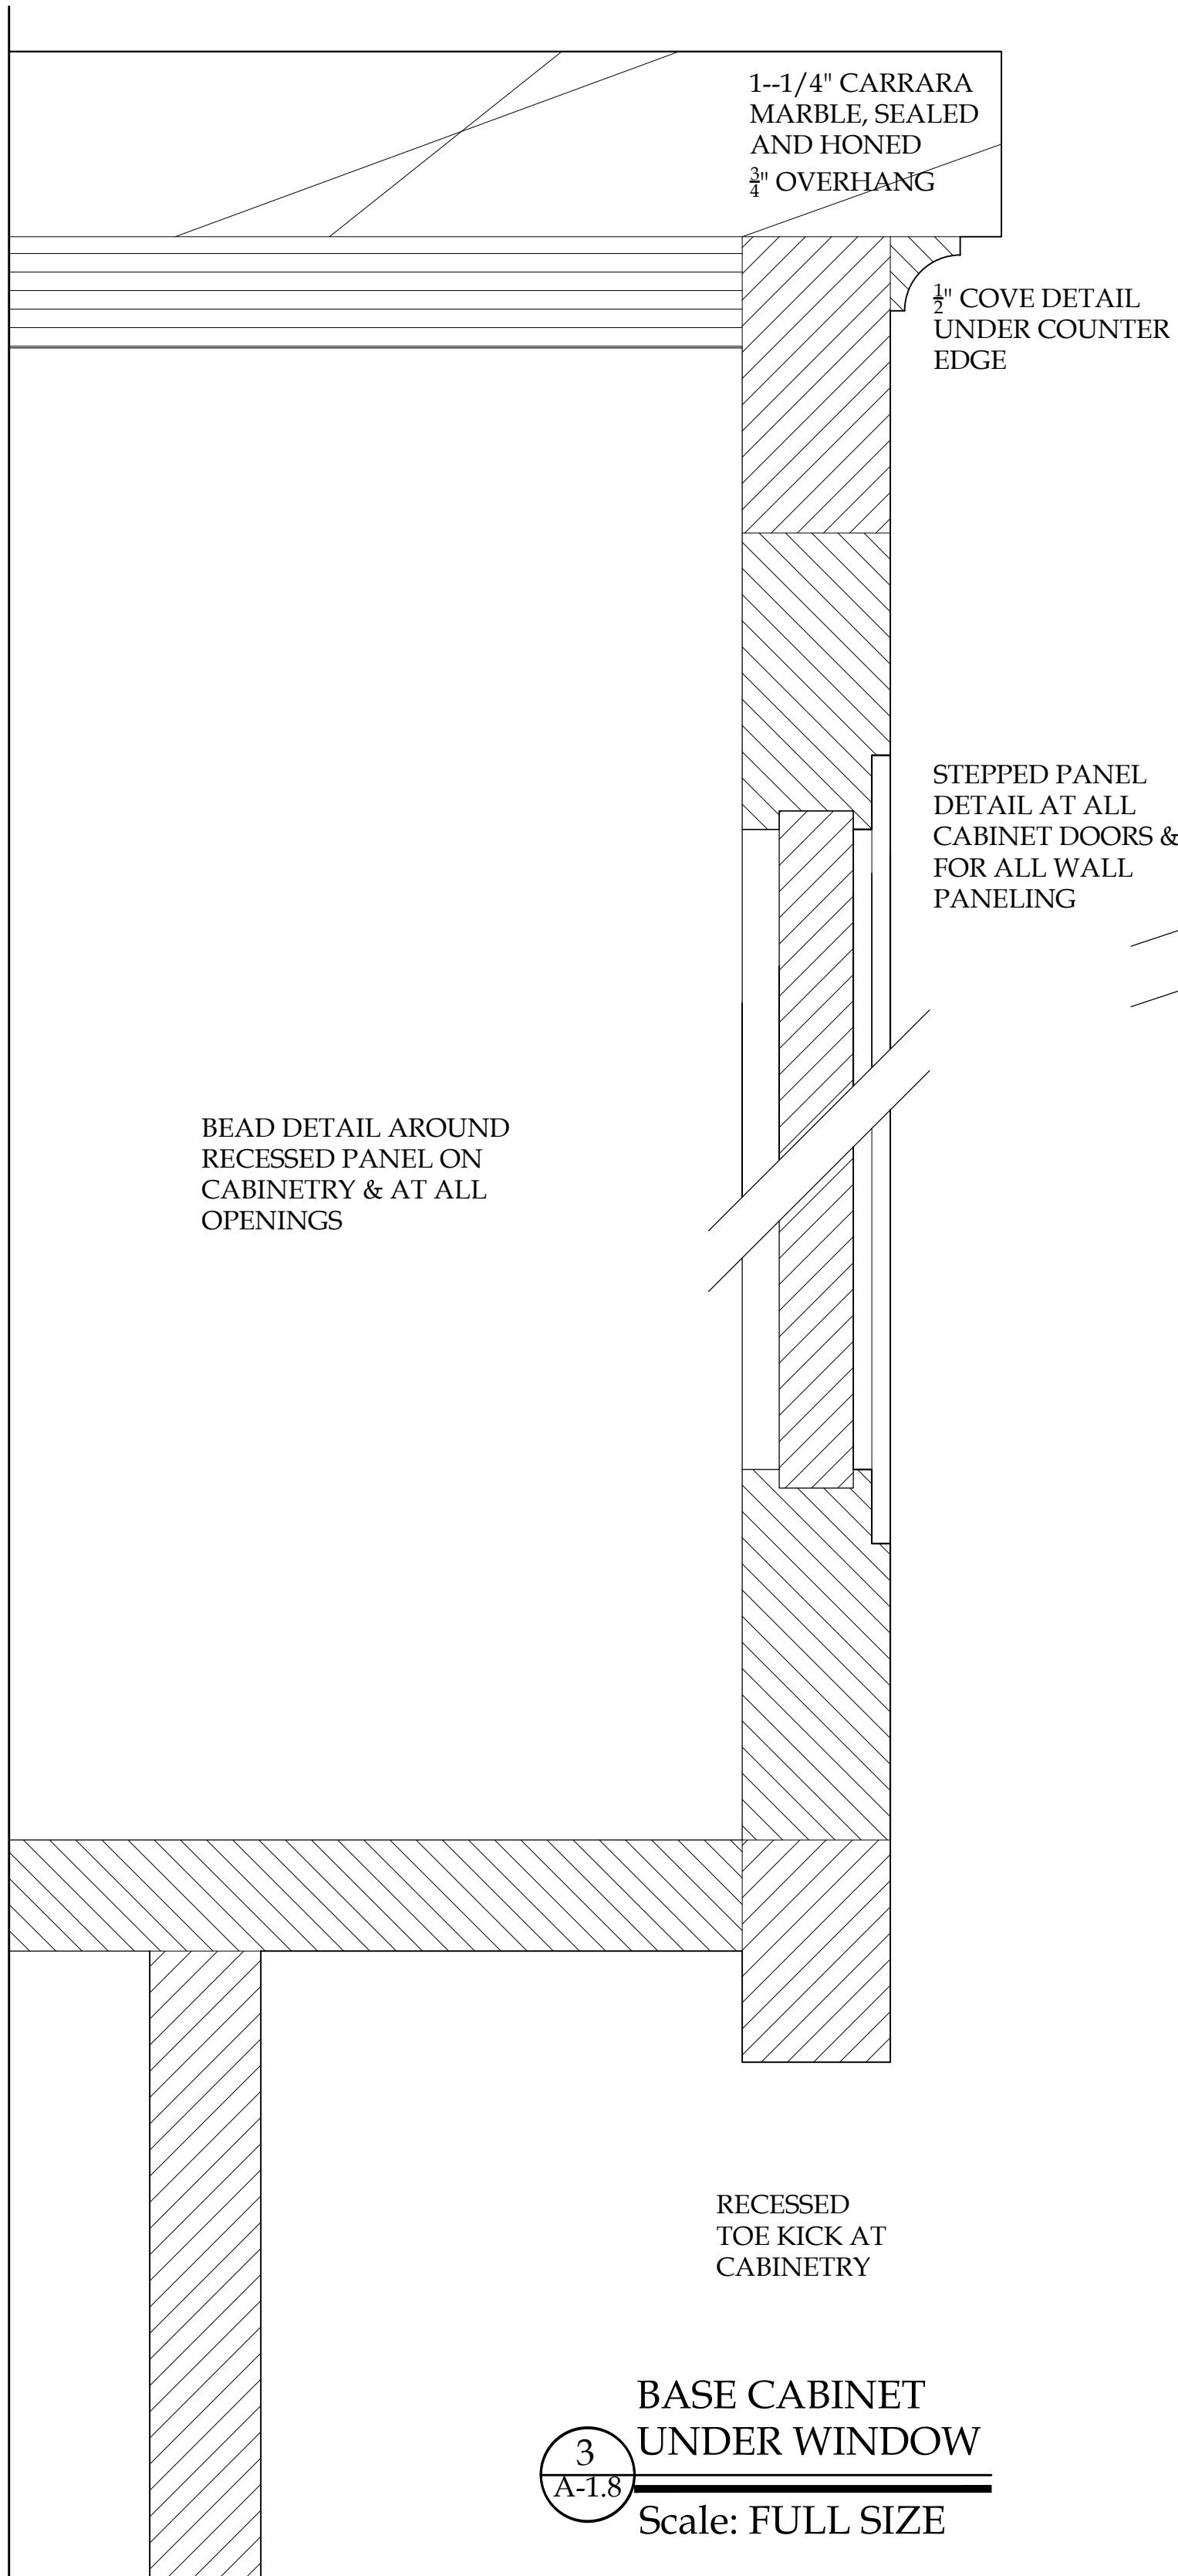 1--1/4" CARRARA
MARBLE, SEALED
AND HONED
3/4" OVERHANG
1/2" COVE DETAIL
UNDER COUNTER
EDGE
STEPPED PANEL
DETAIL AT ALL
CABINET DOORS &
FOR ALL WALL
PANELING
BEAD DETAIL AROUND
RECESSED PANEL ON
CABINETRY & AT ALL
OPENINGS
RECESSED
TOE KICK AT
CABINETRY
BASE CABINET
UNDER WINDOW
3
A-1.8
Scale: FULL SIZE